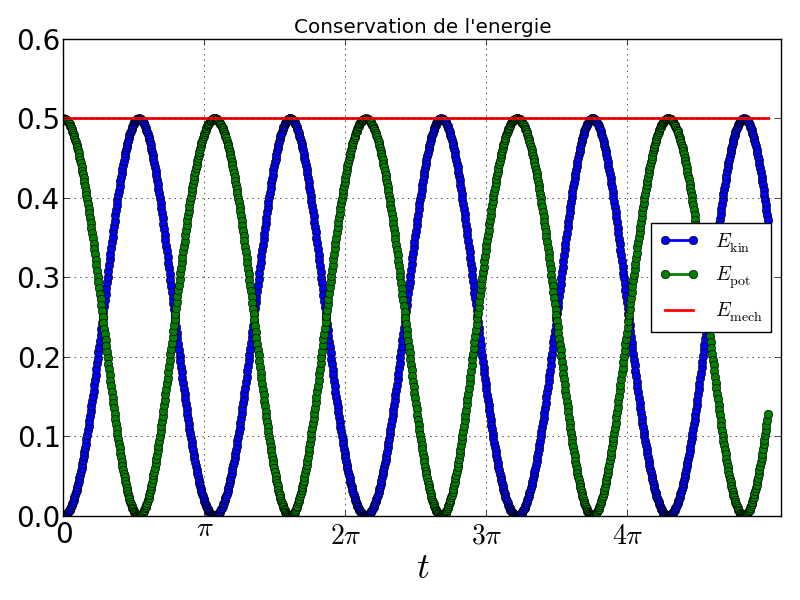 Conservation de l'energie
0.6
0.5
0.4
0.3
0.2
0.1
0.0
E_kin
E_pot
E_mech
0 π 2π 3π 4π
t